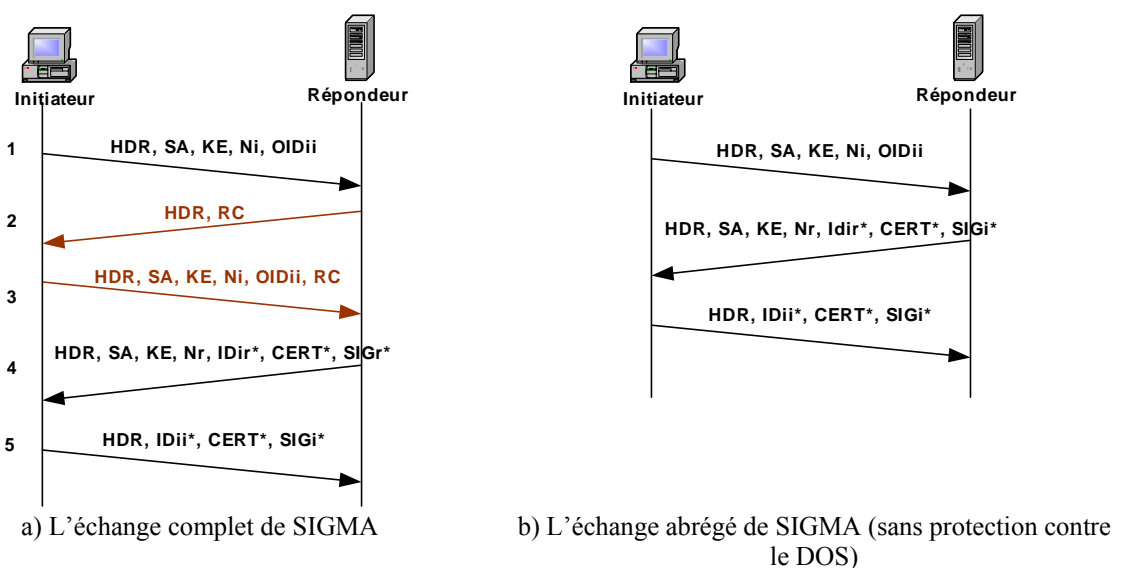 Initiateur
Répondeur
1
HDR, SA, KE, Ni, OIDii
2
HDR, RC
3
HDR, SA, KE, Ni, OIDii, RC
4
HDR, SA, KE, Nr, IDir*, CERT*, SIGr*
5
HDR, IDii*, CERT*, SIGi*
a) L'échange complet de SIGMA
Initiateur
Répondeur
HDR, SA, KE, Ni, OIDii
HDR, SA, KE, Nr, Idir*, CERT*, SIGi*
HDR, IDii*, CERT*, SIGi*
b) L'échange abrégé de SIGMA (sans protection contre
le DOS)